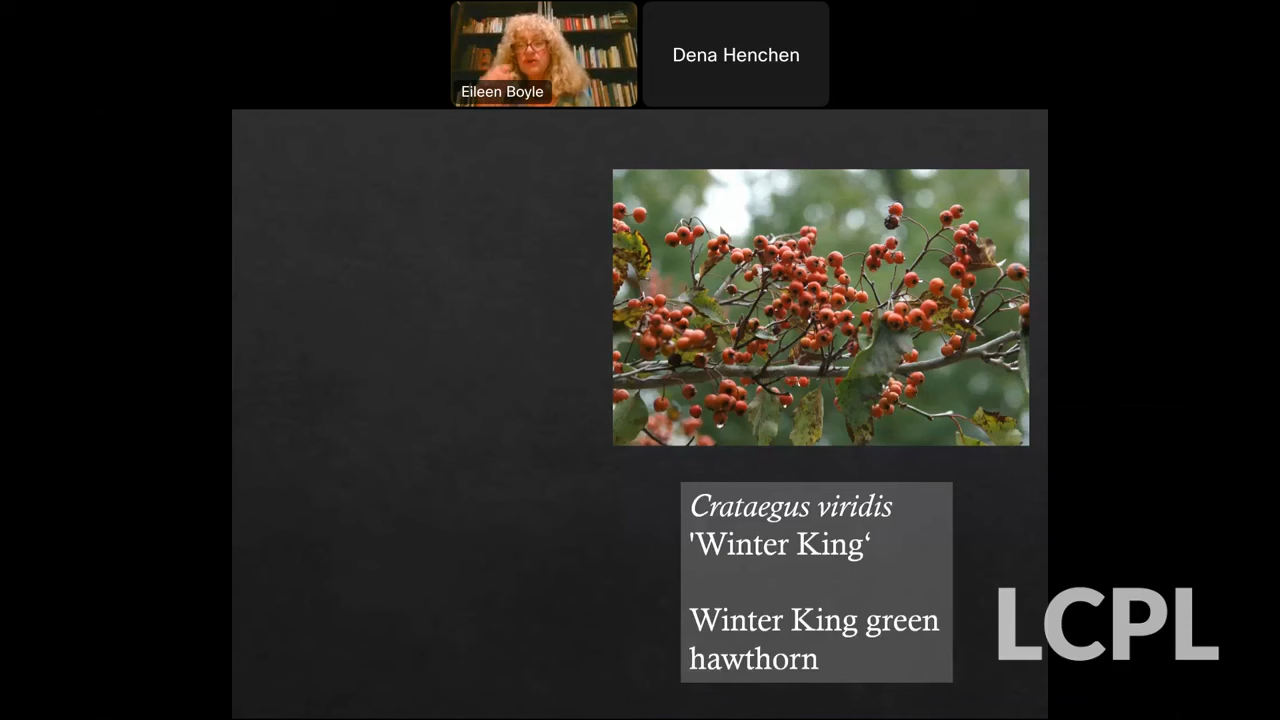 Eileen Boyle
Dena Henchen
Crataegus viridis
'Winter King‘
Winter King green
hawthorn
LCPL